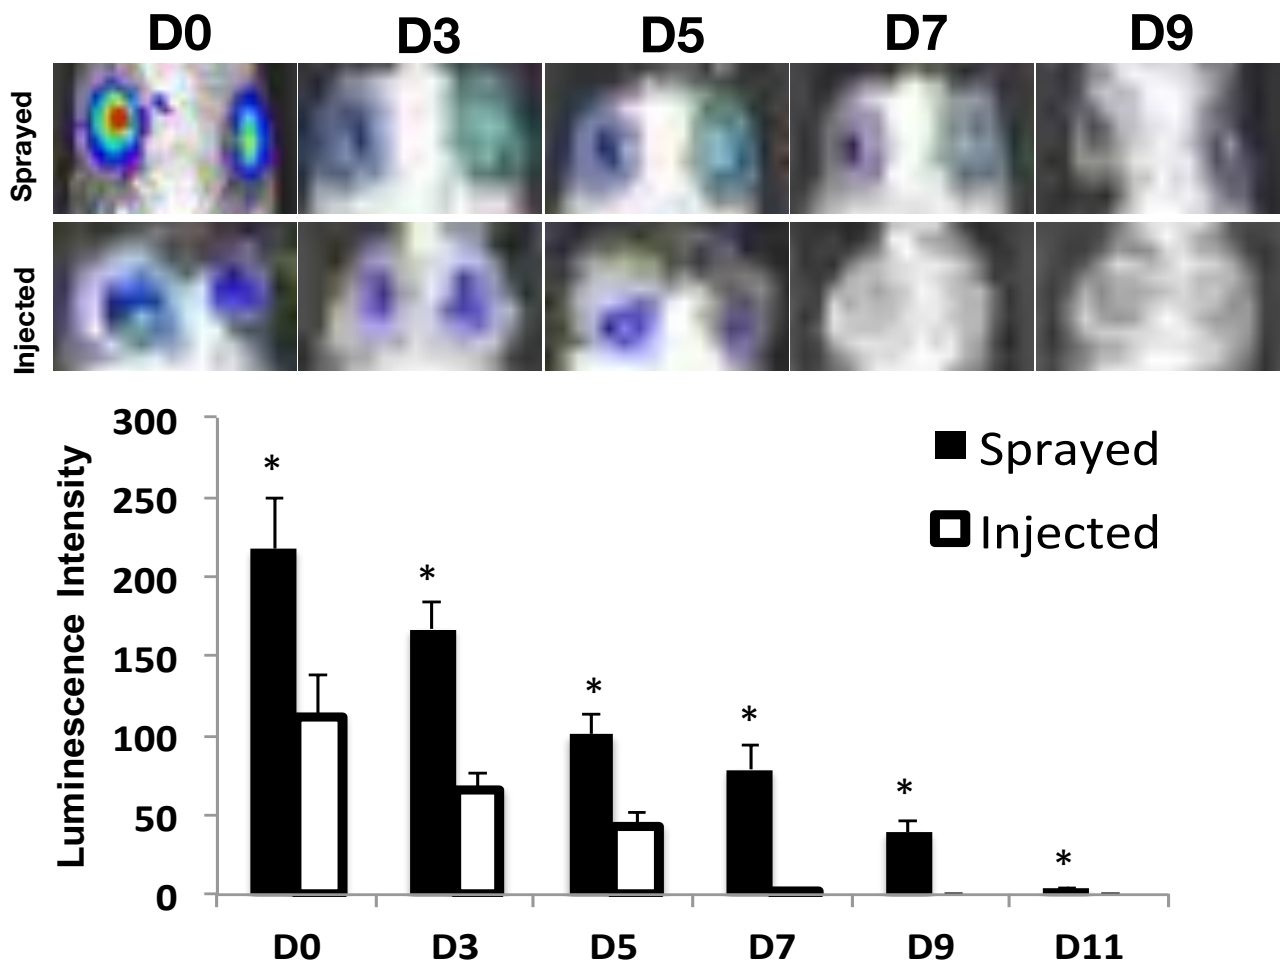 D0 D3 D5 D7 D9
Sprayed
Injected
Luminescence Intensity
300
250
200
150
100
50
0
*
*
*
*
*
*
Sprayed
Injected
D0 D3 D5 D7 D9 D11